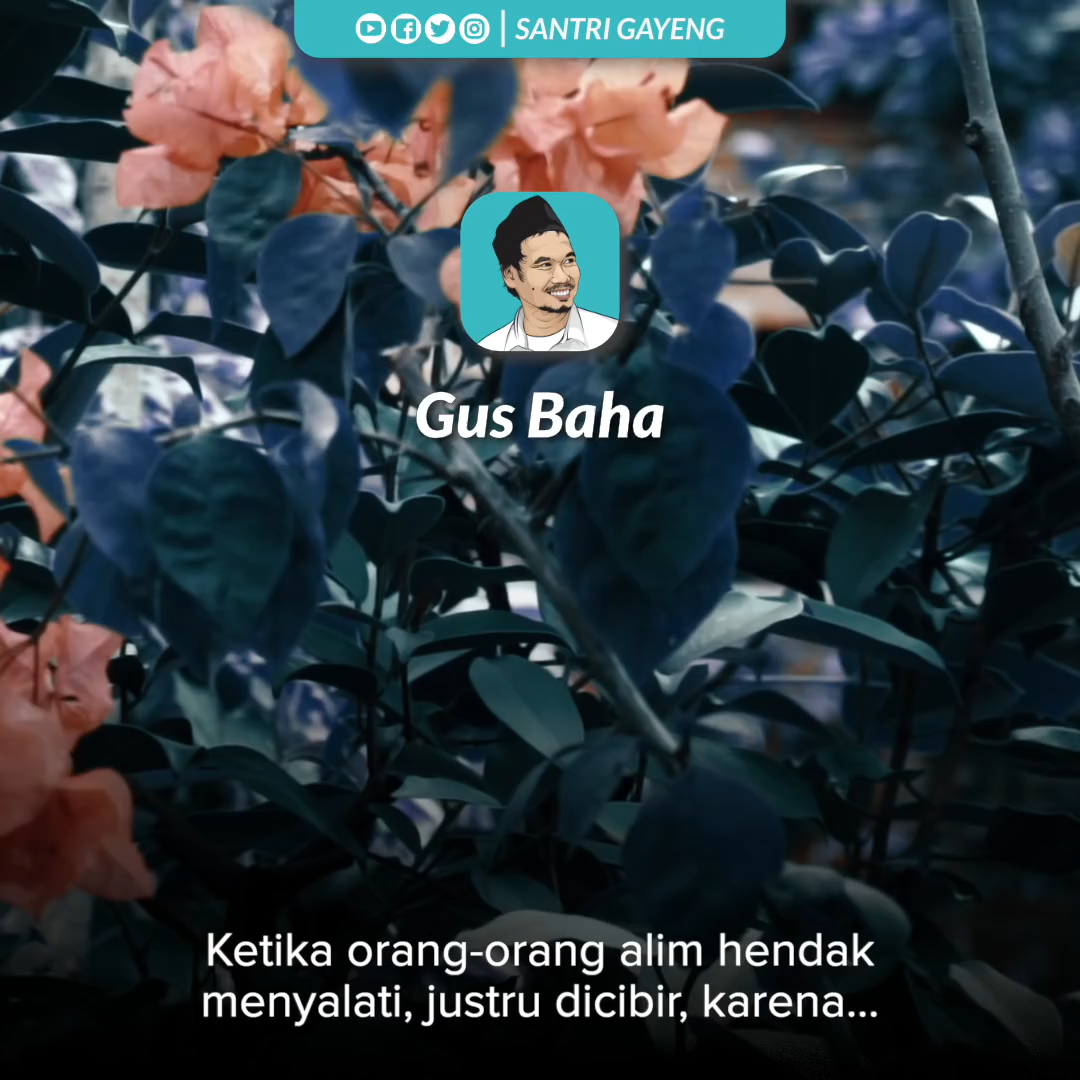 SANTRI GAYENG
Gus Baha
Ketika orang-orang alim hendak
menyalati, justru dicibir, karena...